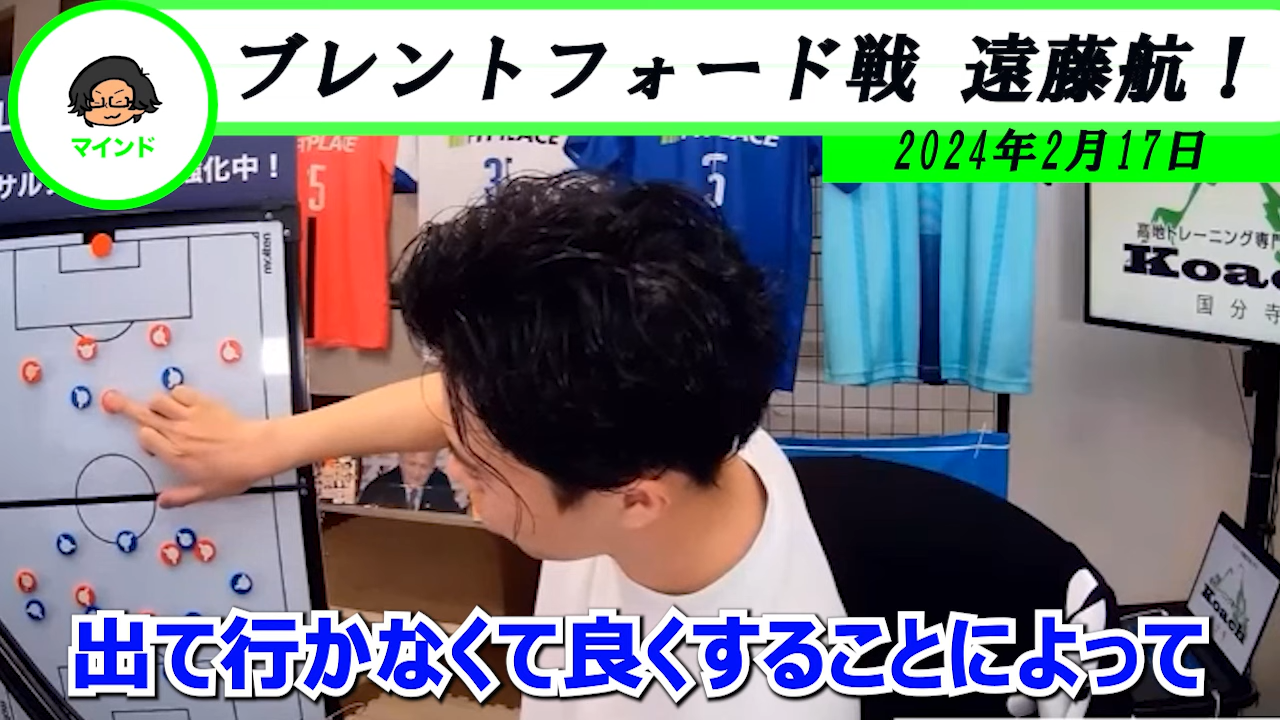 ブレントフォード戦 遠藤航！
マインド
2024年2月17日
強化中！
高地トレーニング専門
Koach
国分寺
出て行かなくて良くすることによって